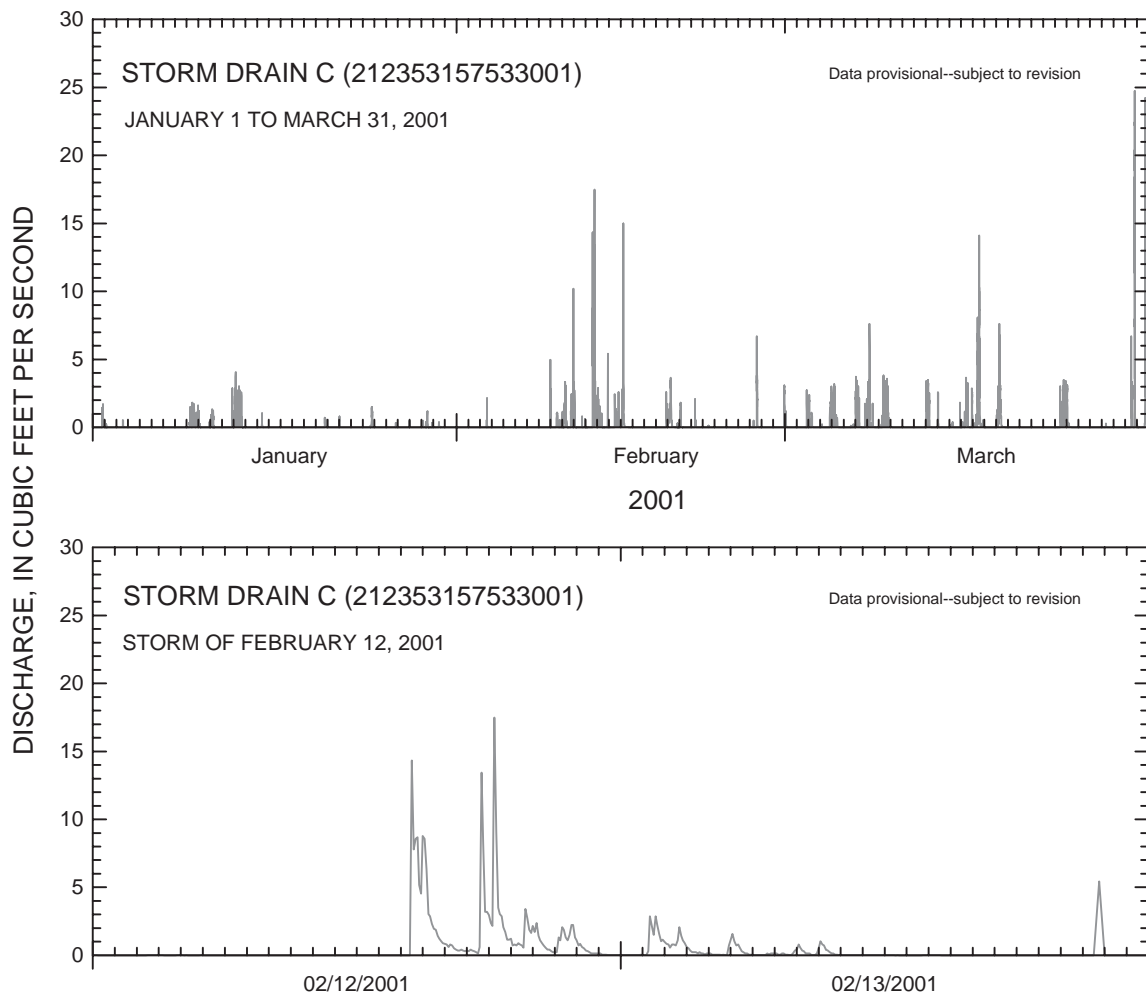 DISCHARGE, IN CUBIC FEET PER SECOND
30
25
20
15
10
5
0
STORM DRAIN C (212353157533001)
Data provisional--subject to revision
JANUARY 1 TO MARCH 31, 2001
January February March
2001
30
25
20
15
10
5
0
STORM DRAIN C (212353157533001)
Data provisional--subject to revision
STORM OF FEBRUARY 12, 2001
02/12/2001 02/13/2001